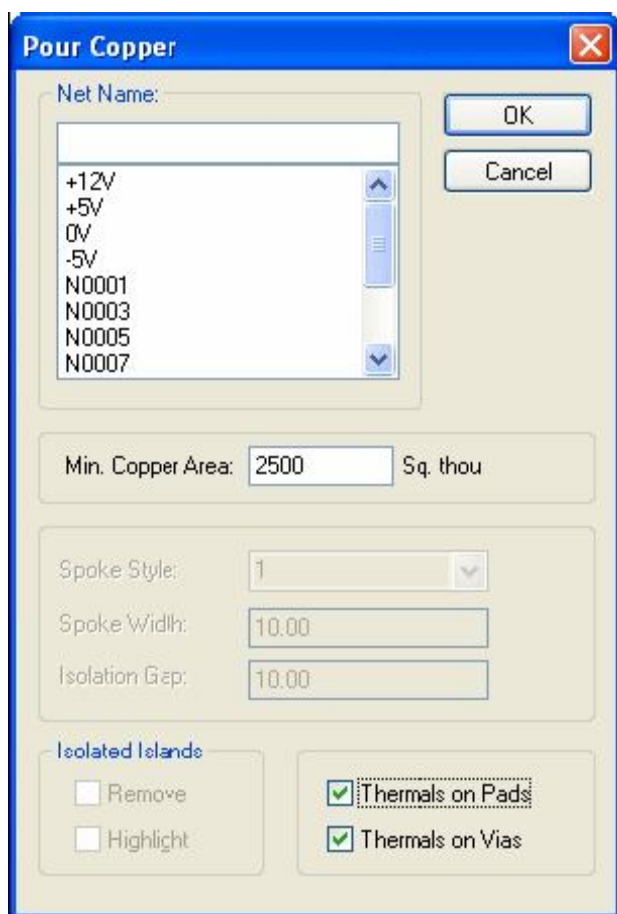 Pour Copper
Net Name:
OK
Cancel
+12V
+5V
0V
-5V
N0001
N0003
N0005
N0007
Min. Copper Area: 2500 Sq. thou
Spoke Style: 1
Spoke Width: 10.00
Isolation Gap: 10.00
Isolated Islands
Remove
Highlight
Thermals on Pads
Thermals on Vias